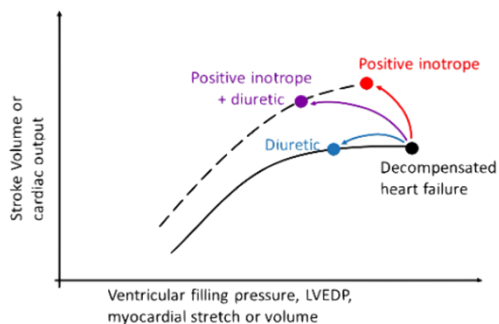 Stroke Volume or
cardiac output
Positive inotrope
Positive inotrope
+ diuretic
Diuretic
Decompensated
heart failure
Ventricular filling pressure, LVEDP,
myocardial stretch or volume